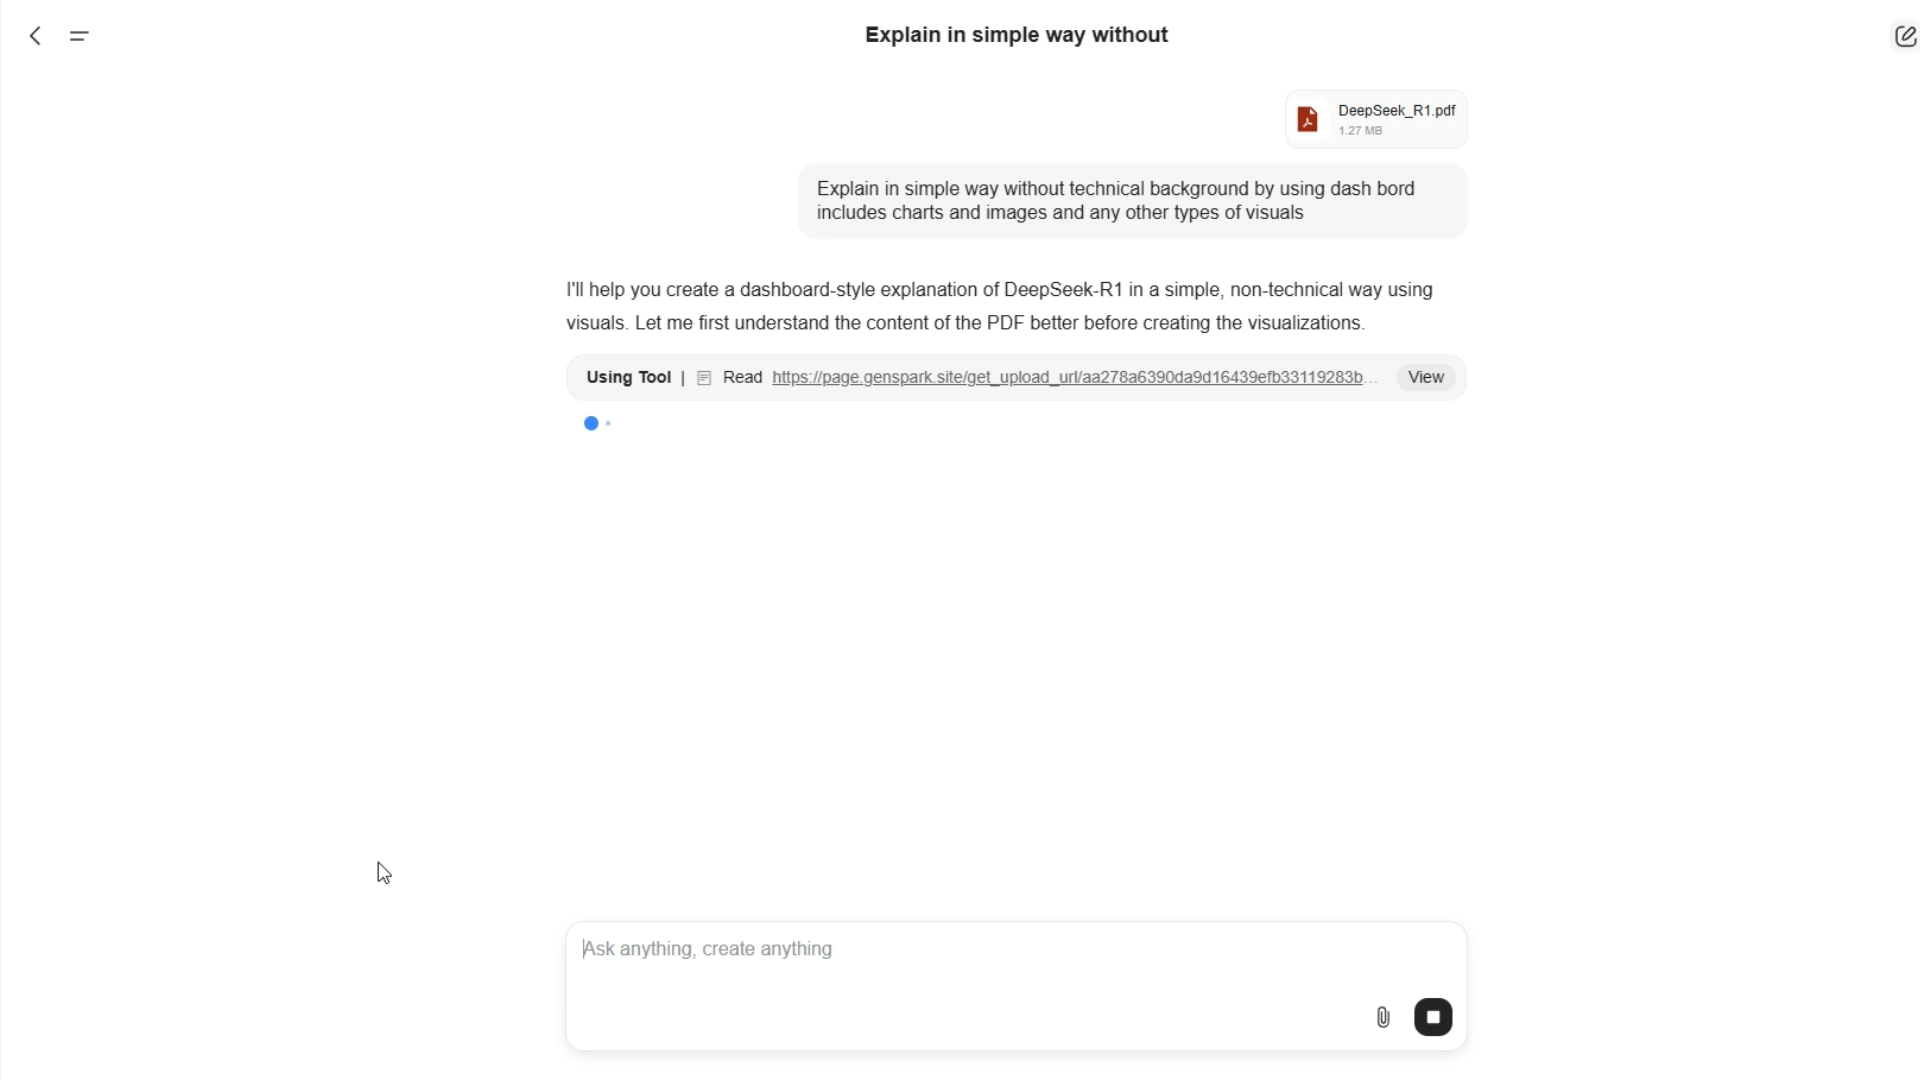 Explain in simple way without
DeepSeek_R1.pdf
1.27 MB
Explain in simple way without technical background by using dash bord
includes charts and images and any other types of visuals
I'll help you create a dashboard-style explanation of DeepSeek-R1 in a simple, non-technical way using
visuals. Let me first understand the content of the PDF better before creating the visualizations.
Using Tool | Read https://page.genspark.site/get_upload_url/aa278a6390da9d16439efb33119283b... View
Ask anything, create anything